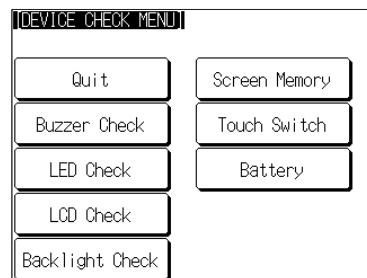 [DEVICE CHECK MENU]
Quit
Screen Memory
Buzzer Check
Touch Switch
LED Check
Battery
LCD Check
Backlight Check